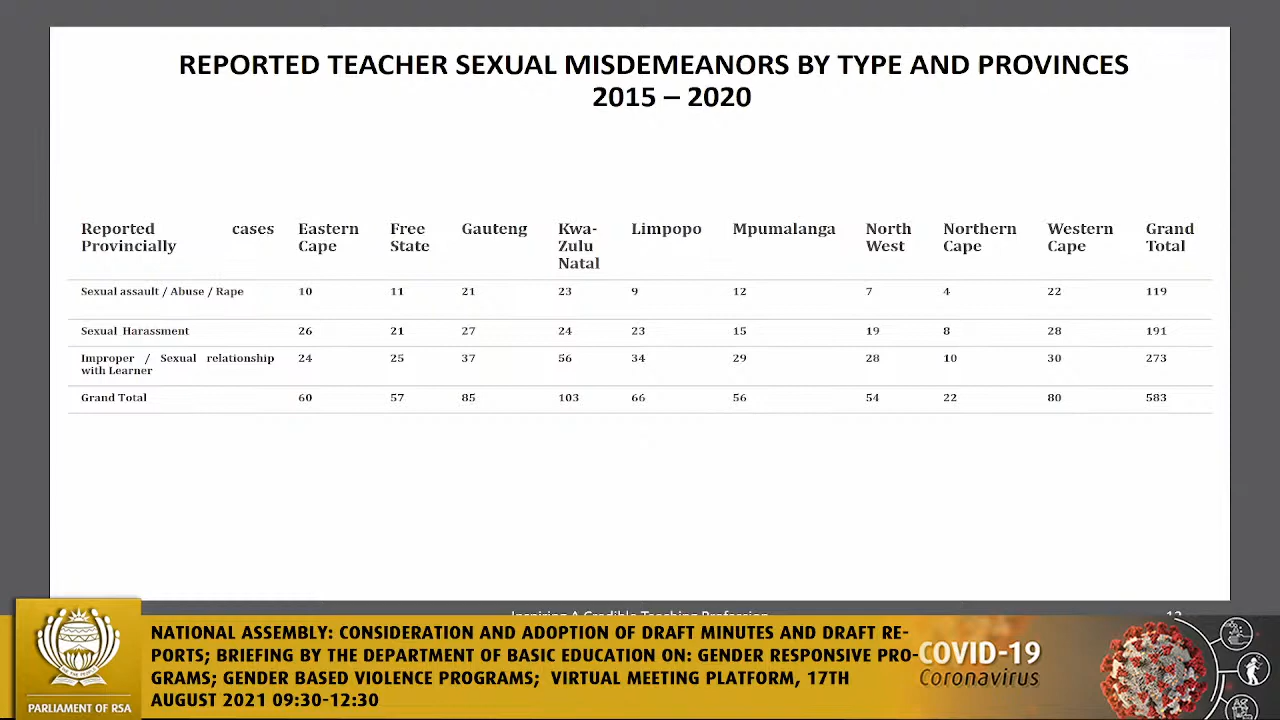 REPORTED TEACHER SEXUAL MISDEMEANORS BY TYPE AND PROVINCES
2015 – 2020
Reported cases Provincially Eastern Cape Free State Gauteng Kwa-Zulu Natal Limpopo Mpumalanga North West Northern Cape Western Cape Grand Total
Sexual assault / Abuse / Rape 10 11 21 23 9 12 7 4 22 119
Sexual Harassment 26 21 27 24 23 15 19 8 28 191
Improper / Sexual relationship with Learner 24 25 37 56 34 29 28 10 30 273
Grand Total 60 57 85 103 66 56 54 22 80 583
Inspiring A Credible Teaching Profession
NATIONAL ASSEMBLY: CONSIDERATION AND ADOPTION OF DRAFT MINUTES AND DRAFT RE-
PORTS; BRIEFING BY THE DEPARTMENT OF BASIC EDUCATION ON: GENDER RESPONSIVE PRO-
GRAMS; GENDER BASED VIOLENCE PROGRAMS; VIRTUAL MEETING PLATFORM, 17TH
AUGUST 2021 09:30-12:30
COVID-19
Coronavirus
PARLIAMENT OF RSA